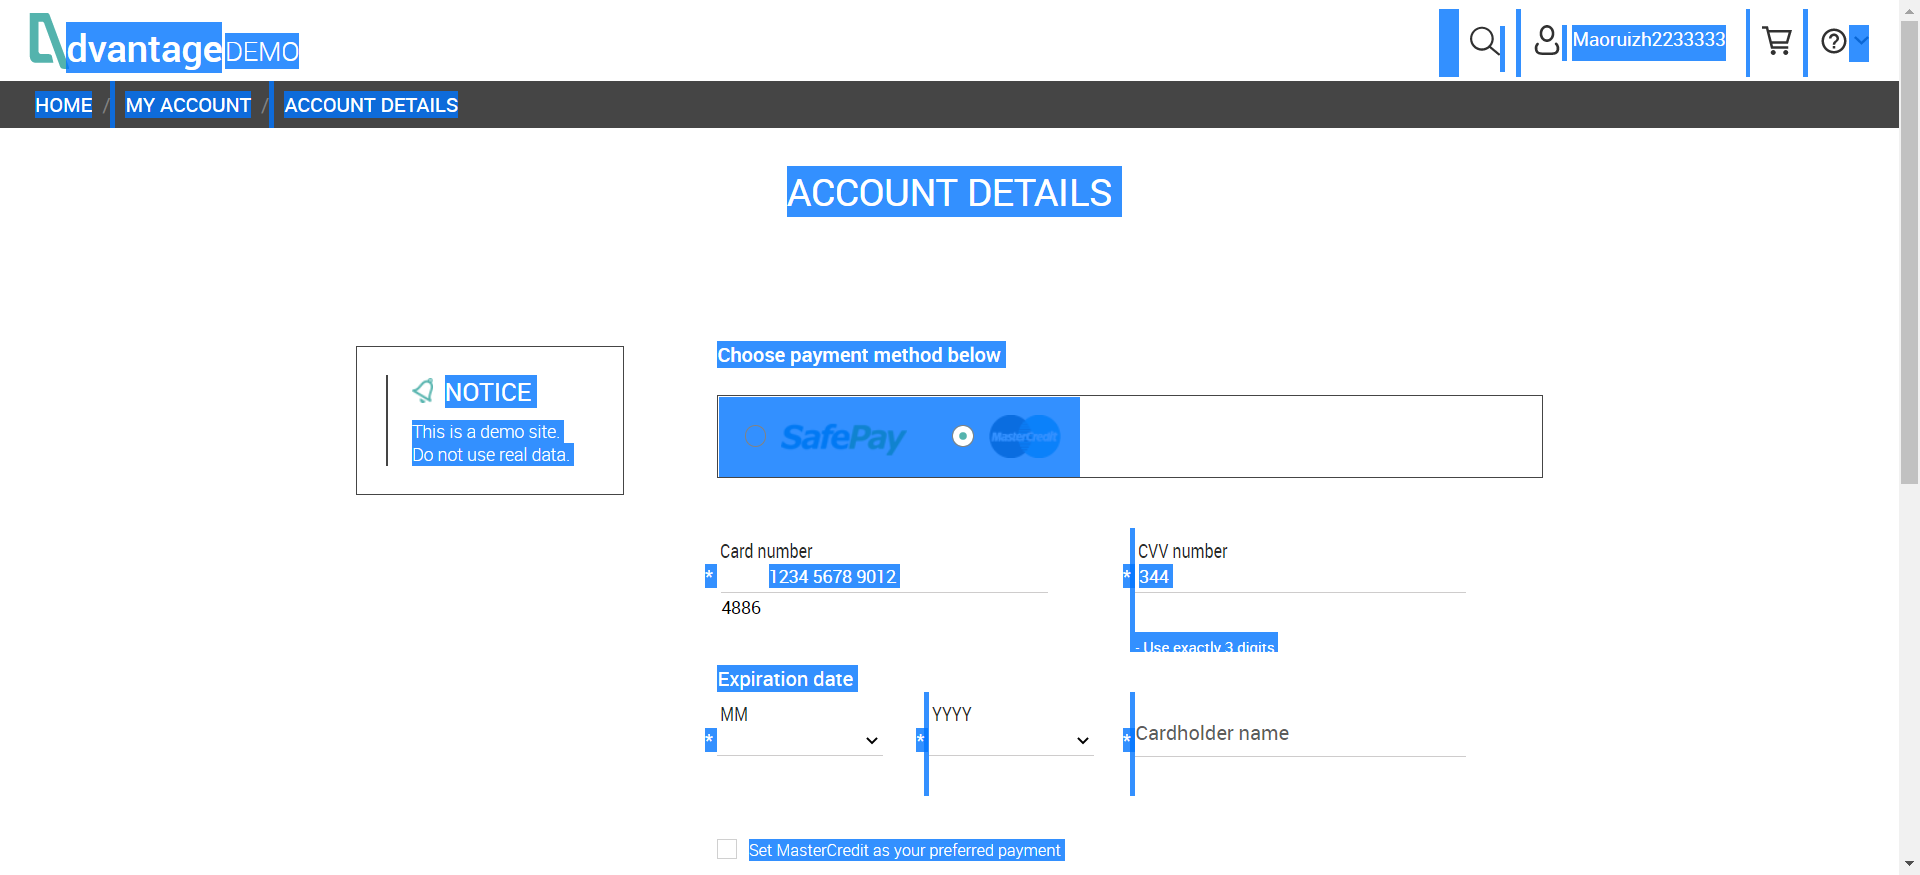 dvantage DEMO
Maoruizh2233333
HOME / MY ACCOUNT / ACCOUNT DETAILS
ACCOUNT DETAILS
NOTICE
This is a demo site.
Do not use real data.
Choose payment method below
SafePay MasterCredit
Card number
* 1234 5678 9012
4886
CVV number
* 344
- Use exactly 3 digits
Expiration date
MM
*
YYYY
*
* Cardholder name
Set MasterCredit as your preferred payment